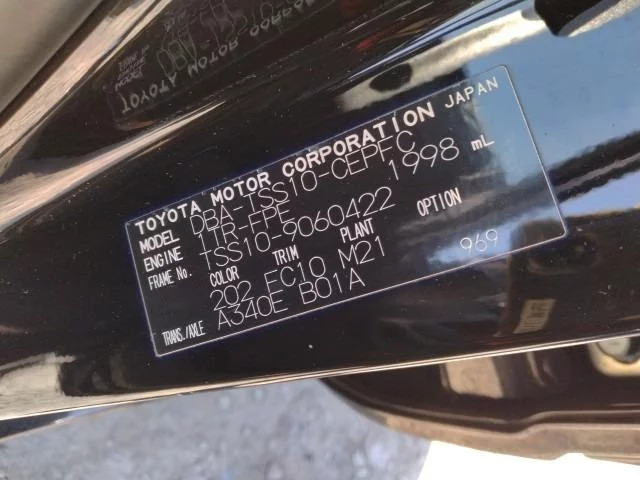 TOYOTA MOTOR CORPORATION JAPAN
MODEL DBA-TSS10-CEPFC
ENGINE 1TR-FPE 1998 mL
FRAME No. TSS10-9060422
COLOR TRIM PLANT OPTION
202 FC10 M21 969
TRANS./AXLE A340E B01A